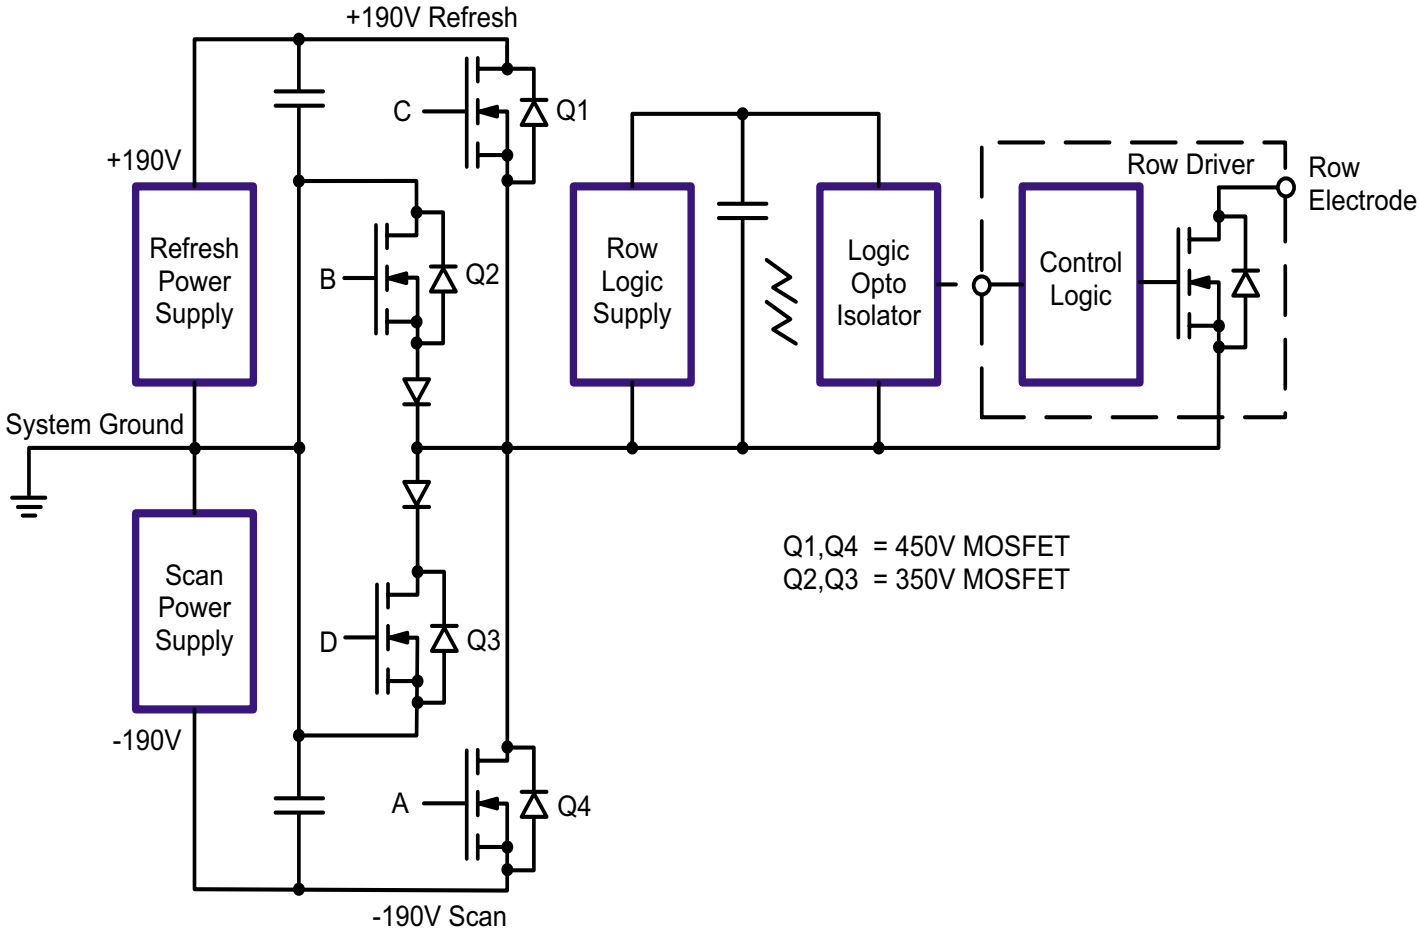 +190V Refresh
C
Q1
+190V
Refresh
Power
Supply
B
Q2
Row
Logic
Supply
Logic
Opto
Isolator
Row Driver
Control
Logic
Row
Electrode
System Ground
Scan
Power
Supply
-190V
D
Q3
Q1,Q4 = 450V MOSFET
Q2,Q3 = 350V MOSFET
A
Q4
-190V Scan